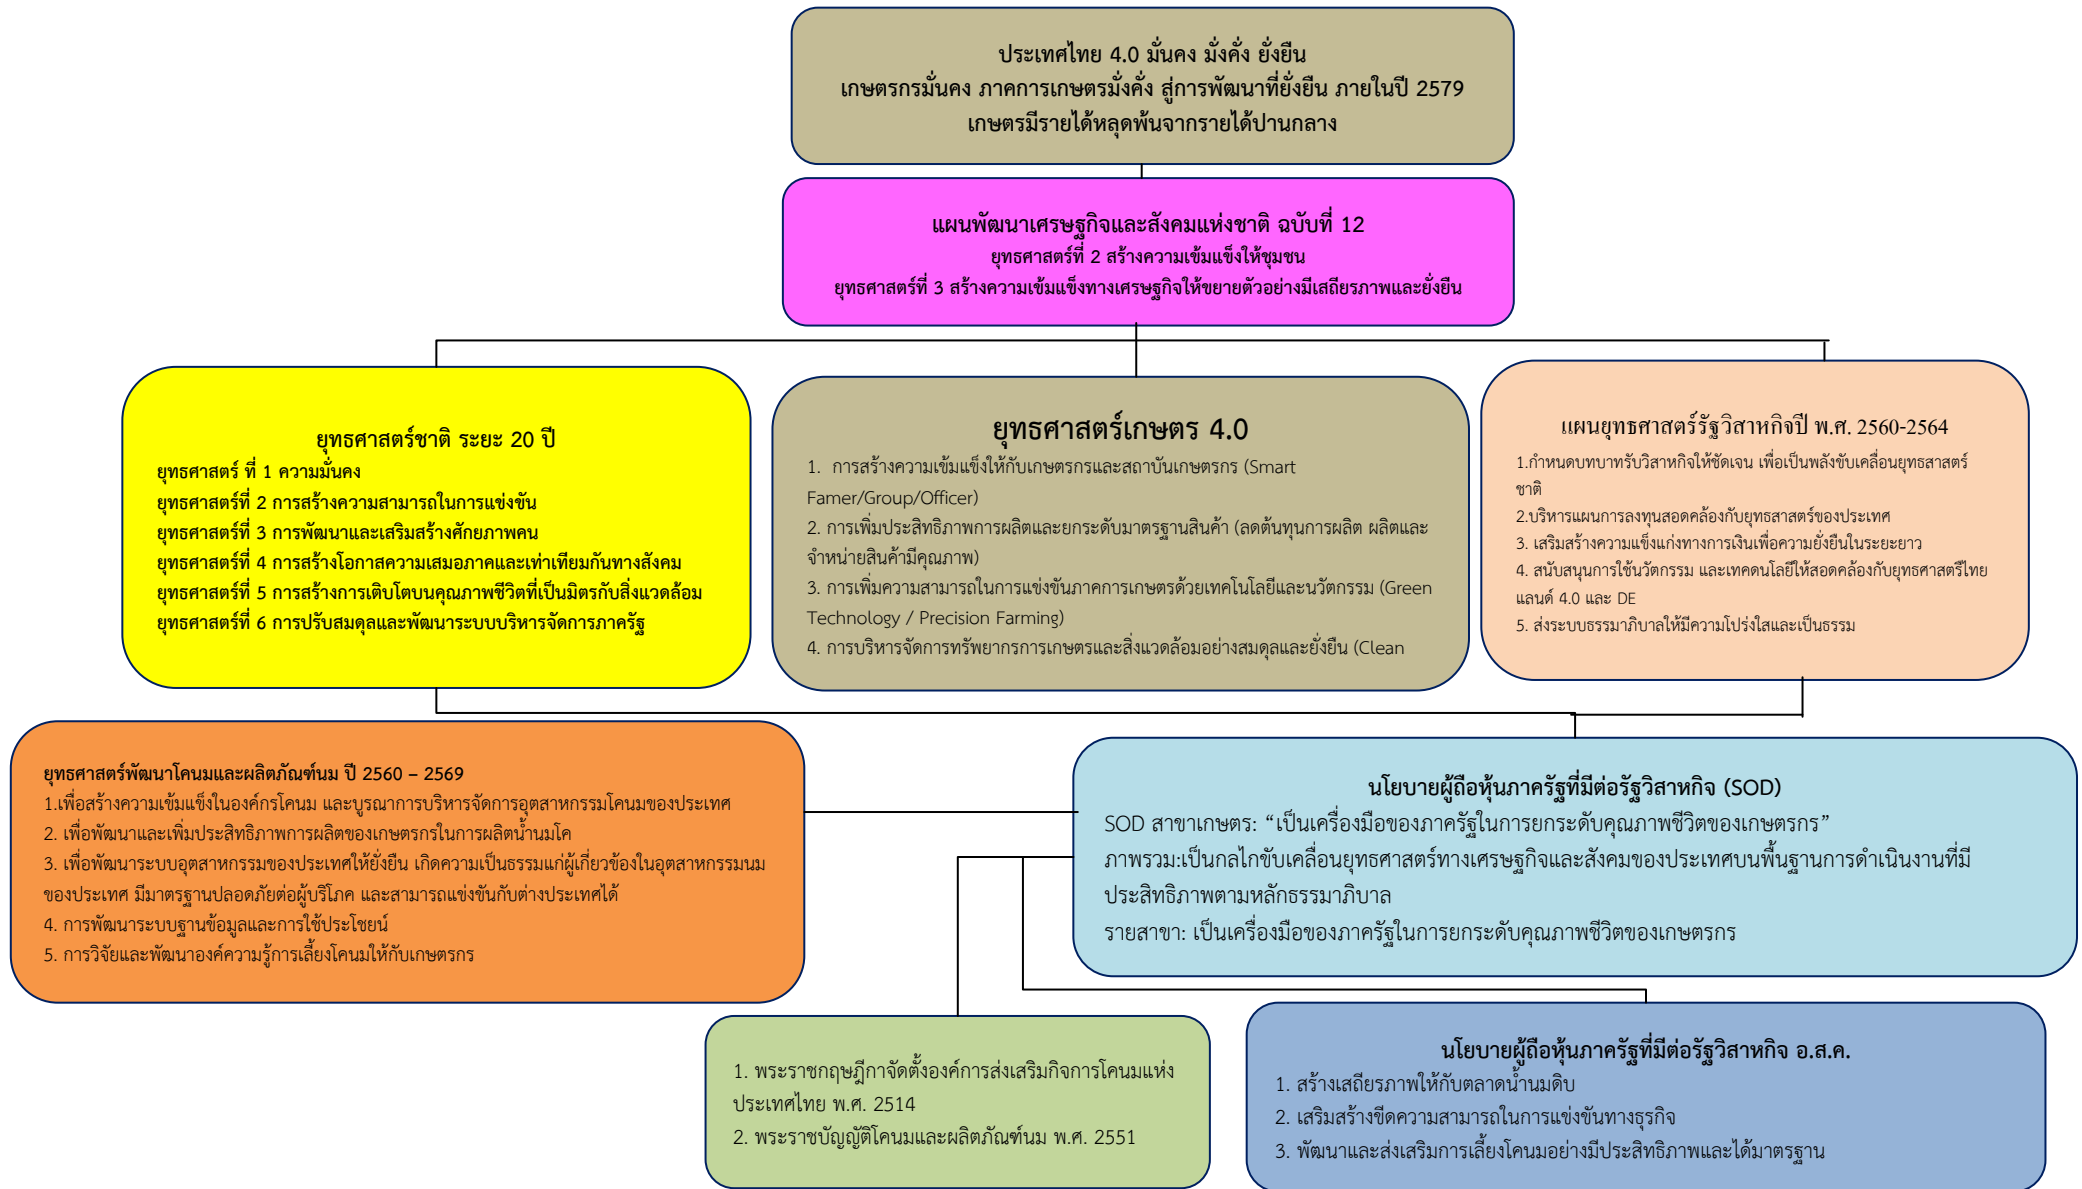 ประเทศไทย 4.0 มั่นคง มั่งคั่ง ยั่งยืน
เกษตรกรมั่นคง ภาคการเกษตรมั่งคั่ง สู่การพัฒนาที่ยั่งยืน ภายในปี 2579
เกษตรมีรายได้หลุดพ้นจากรายได้ปานกลาง
แผนพัฒนาเศรษฐกิจและสังคมแห่งชาติ ฉบับที่ 12
ยุทธศาสตร์ที่ 2 สร้างความเข้มแข็งให้ชุมชน
ยุทธศาสตร์ที่ 3 สร้างความเข้มแข็งทางเศรษฐกิจให้ขยายตัวอย่างมีเสถียรภาพและยั่งยืน
ยุทธศาสตร์ชาติ ระยะ 20 ปี
ยุทธศาสตร์ ที่ 1 ความมั่นคง
ยุทธศาสตร์ที่ 2 การสร้างความสามารถในการแข่งขัน
ยุทธศาสตร์ที่ 3 การพัฒนาและเสริมสร้างศักยภาพคน
ยุทธศาสตร์ที่ 4 การสร้างโอกาสความเสมอภาคและเท่าเทียมกันทางสังคม
ยุทธศาสตร์ที่ 5 การสร้างการเติบโตบนคุณภาพชีวิตที่เป็นมิตรกับสิ่งแวดล้อม
ยุทธศาสตร์ที่ 6 การปรับสมดุลและพัฒนาระบบบริหารจัดการภาครัฐ
ยุทธศาสตร์เกษตร 4.0
1. การสร้างความเข้มแข็งให้กับเกษตรกรและสถาบันเกษตรกร (Smart
Famer/Group/Officer)
2. การเพิ่มประสิทธิภาพการผลิตและยกระดับมาตรฐานสินค้า (ลดต้นทุนการผลิต ผลิตและ
จำหน่ายสินค้ามีคุณภาพ)
3. การเพิ่มความสามารถในการแข่งขันภาคการเกษตรด้วยเทคโนโลยีและนวัตกรรม (Green
Technology / Precision Farming)
4. การบริหารจัดการทรัพยากรการเกษตรและสิ่งแวดล้อมอย่างสมดุลและยั่งยืน (Clean
แผนยุทธศาสตร์รัฐวิสาหกิจปี พ.ศ. 2560-2564
1.กำหนดบทบาทรับวิสาหกิจให้ชัดเจน เพื่อเป็นพลังขับเคลื่อนยุทธศาสตร์
ชาติ
2.บริหารแผนการลงทุนสอดคล้องกับยุทธสาสตร์ของประเทศ
3. เสริมสร้างความแข็งแก่งทางการเงินเพื่อความยั่งยืนในระยะยาว
4. สนับสนุนการใช้นวัตกรรม และเทคดนโลยีให้สอดคล้องกับยุทธศาสตรืไทย
แลนด์ 4.0 และ DE
5. ส่งระบบธรรมาภิบาลให้มีความโปร่งใสและเป็นธรรม
ยุทธศาสตร์พัฒนาโคนมและผลิตภัณฑ์นม ปี 2560 – 2569
1.เพื่อสร้างความเข้มแข็งในองค์กรโคนม และบูรณาการบริหารจัดการอุตสาหกรรมโคนมของประเทศ
2. เพื่อพัฒนาและเพิ่มประสิทธิภาพการผลิตของเกษตรกรในการผลิตน้ำนมโค
3. เพื่อพัฒนาระบบอุตสาหกรรมของประเทศให้ยั่งยืน เกิดความเป็นธรรมแก่ผู้เกี่ยวข้องในอุตสาหกรรมนม
ของประเทศ มีมาตรฐานปลอดภัยต่อผู้บริโภค และสามารถแข่งขันกับต่างประเทศได้
4. การพัฒนาระบบฐานข้อมูลและการใช้ประโชยน์
5. การวิจัยและพัฒนาองค์ความรู้การเลี้ยงโคนมให้กับเกษตรกร
นโยบายผู้ถือหุ้นภาครัฐที่มีต่อรัฐวิสาหกิจ (SOD)
SOD สาขาเกษตร: “เป็นเครื่องมือของภาครัฐในการยกระดับคุณภาพชีวิตของเกษตรกร”
ภาพรวม:เป็นกลไกขับเคลื่อนยุทธศาสตร์ทางเศรษฐกิจและสังคมของประเทศบนพื้นฐานการดำเนินงานที่มี
ประสิทธิภาพตามหลักธรรมาภิบาล
รายสาขา: เป็นเครื่องมือของภาครัฐในการยกระดับคุณภาพชีวิตของเกษตรกร
1. พระราชกฤษฎีกาจัดตั้งองค์การส่งเสริมกิจการโคนมแห่ง
ประเทศไทย พ.ศ. 2514
2. พระราชบัญญัติโคนมและผลิตภัณฑ์นม พ.ศ. 2551
นโยบายผู้ถือหุ้นภาครัฐที่มีต่อรัฐวิสาหกิจ อ.ส.ค.
1. สร้างเสถียรภาพให้กับตลาดน้ำนมดิบ
2. เสริมสร้างขีดความสามารถในการแข่งขันทางธุรกิจ
3. พัฒนาและส่งเสริมการเลี้ยงโคนมอย่างมีประสิทธิภาพและได้มาตรฐาน